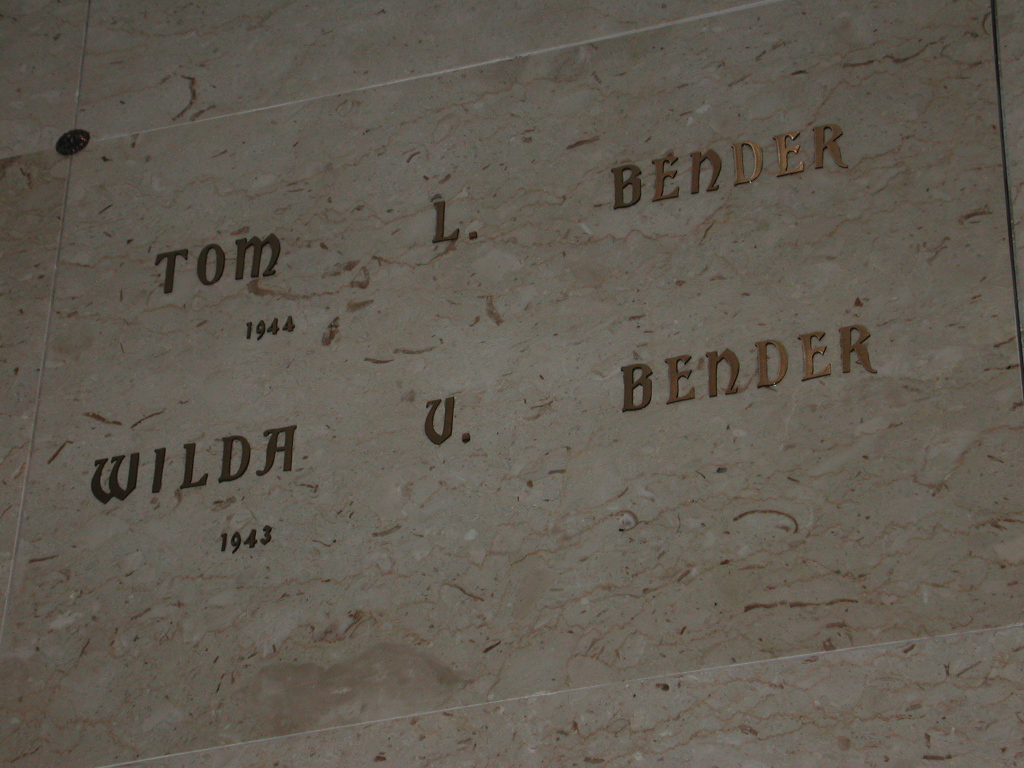 TOM L. BENDER
1944
WILDA V. BENDER
1943